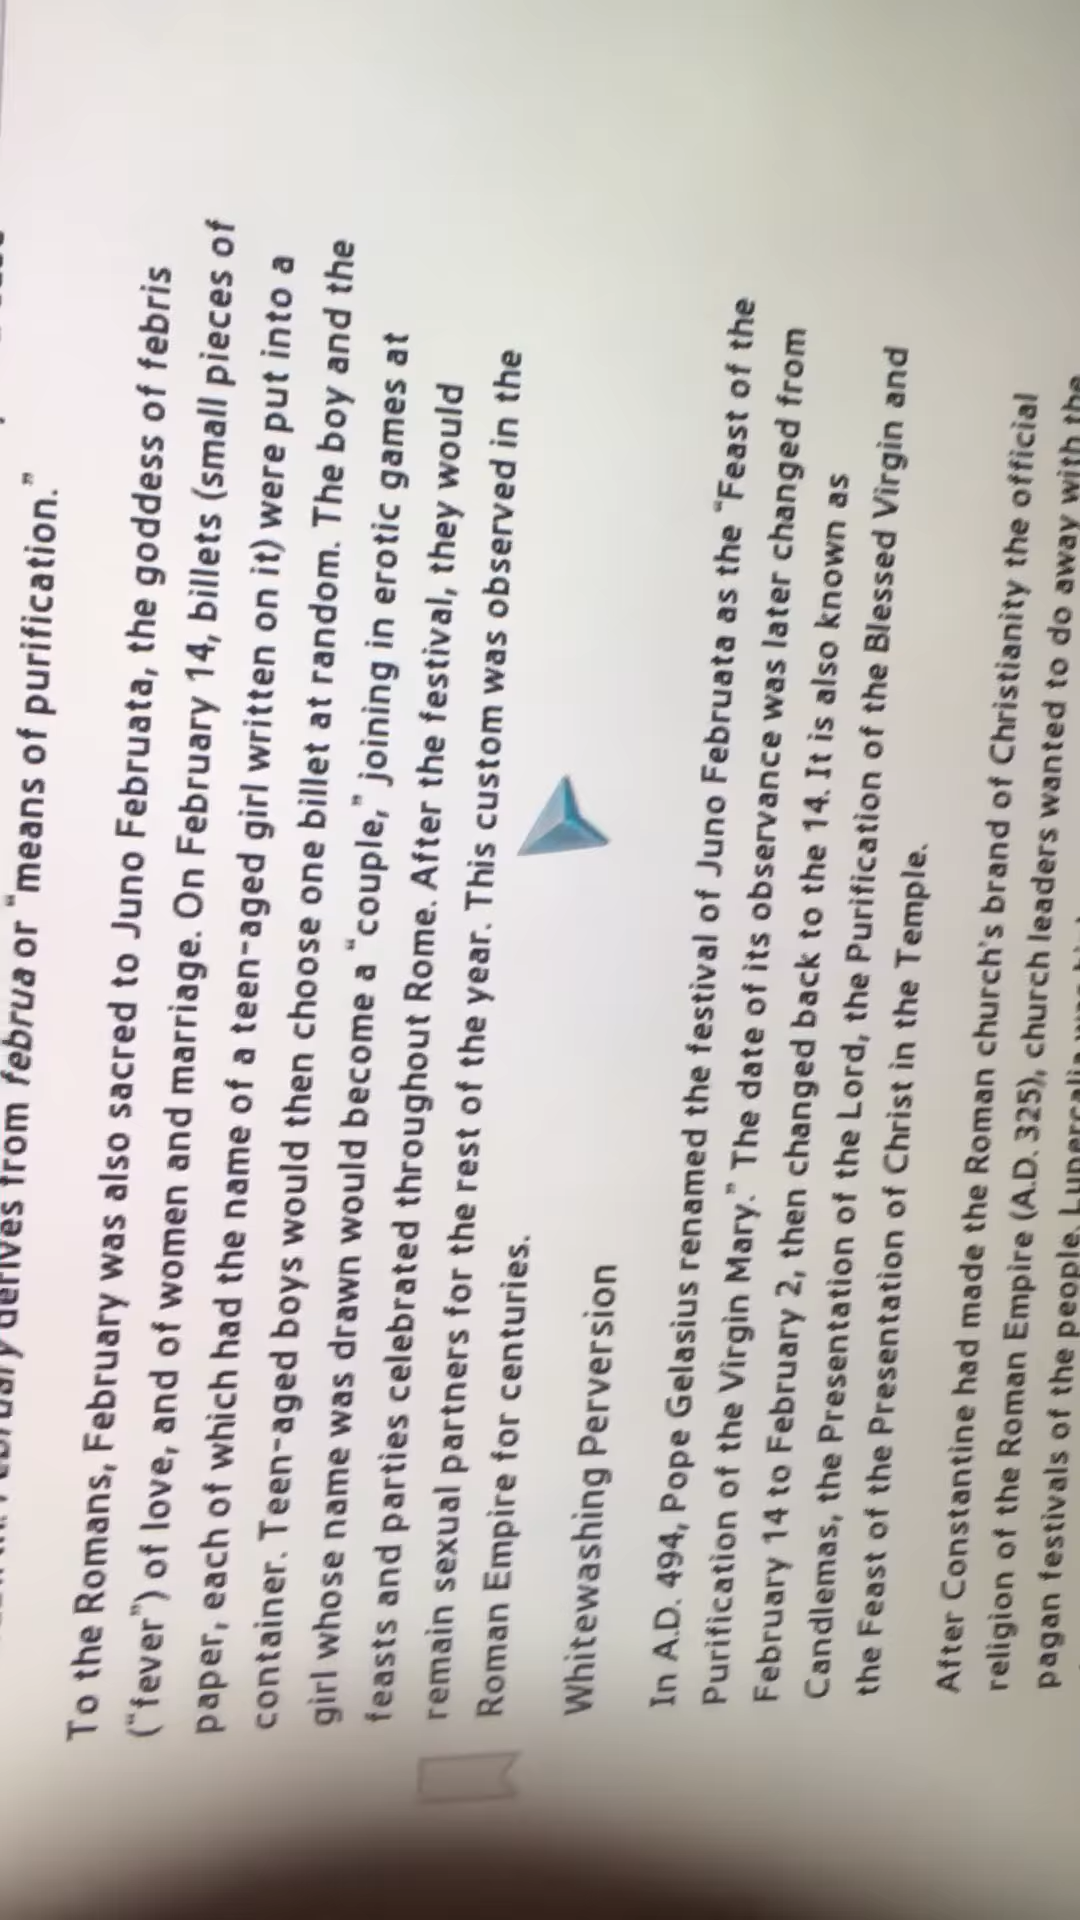 derives from februa or “means of purification.”
To the Romans, February was also sacred to Juno Februata, the goddess of febris
(“fever”) of love, and of women and marriage. On February 14, billets (small pieces of
paper, each of which had the name of a teen-aged girl written on it) were put into a
container. Teen-aged boys would then choose one billet at random. The boy and the
girl whose name was drawn would become a “couple,” joining in erotic games at
feasts and parties celebrated throughout Rome. After the festival, they would
remain sexual partners for the rest of the year. This custom was observed in the
Roman Empire for centuries.
Whitewashing Perversion
In A.D. 494, Pope Gelasius renamed the festival of Juno Februata as the “Feast of the
Purification of the Virgin Mary.” The date of its observance was later changed from
February 14 to February 2, then changed back to the 14. It is also known as
Candlemas, the Presentation of the Lord, the Purification of the Blessed Virgin and
the Feast of the Presentation of Christ in the Temple.
After Constantine had made the Roman church’s brand of Christianity the official
religion of the Roman Empire (A.D. 325), church leaders wanted to do away with the
pagan festivals of the people. Lupercalia was